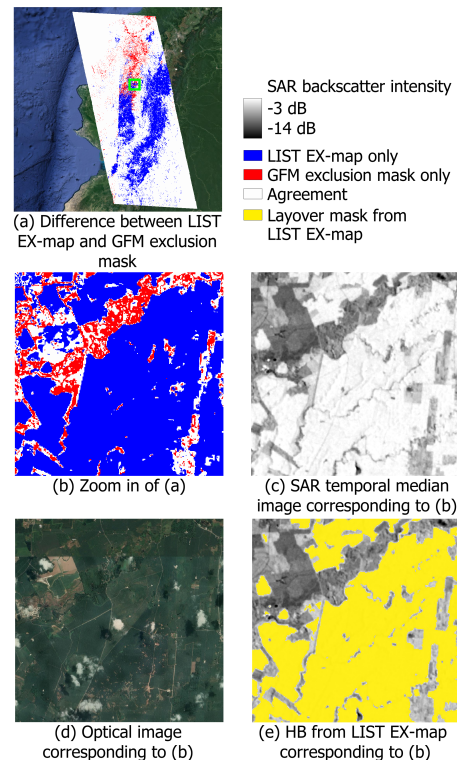 SAR backscatter intensity
-3 dB
-14 dB
LIST EX-map only
GFM exclusion mask only
Agreement
Layover mask from
LIST EX-map
(a) Difference between LIST
EX-map and GFM exclusion
mask
(b) Zoom in of (a)
(c) SAR temporal median
image corresponding to (b)
(d) Optical image
corresponding to (b)
(e) HB from LIST EX-map
corresponding to (b)